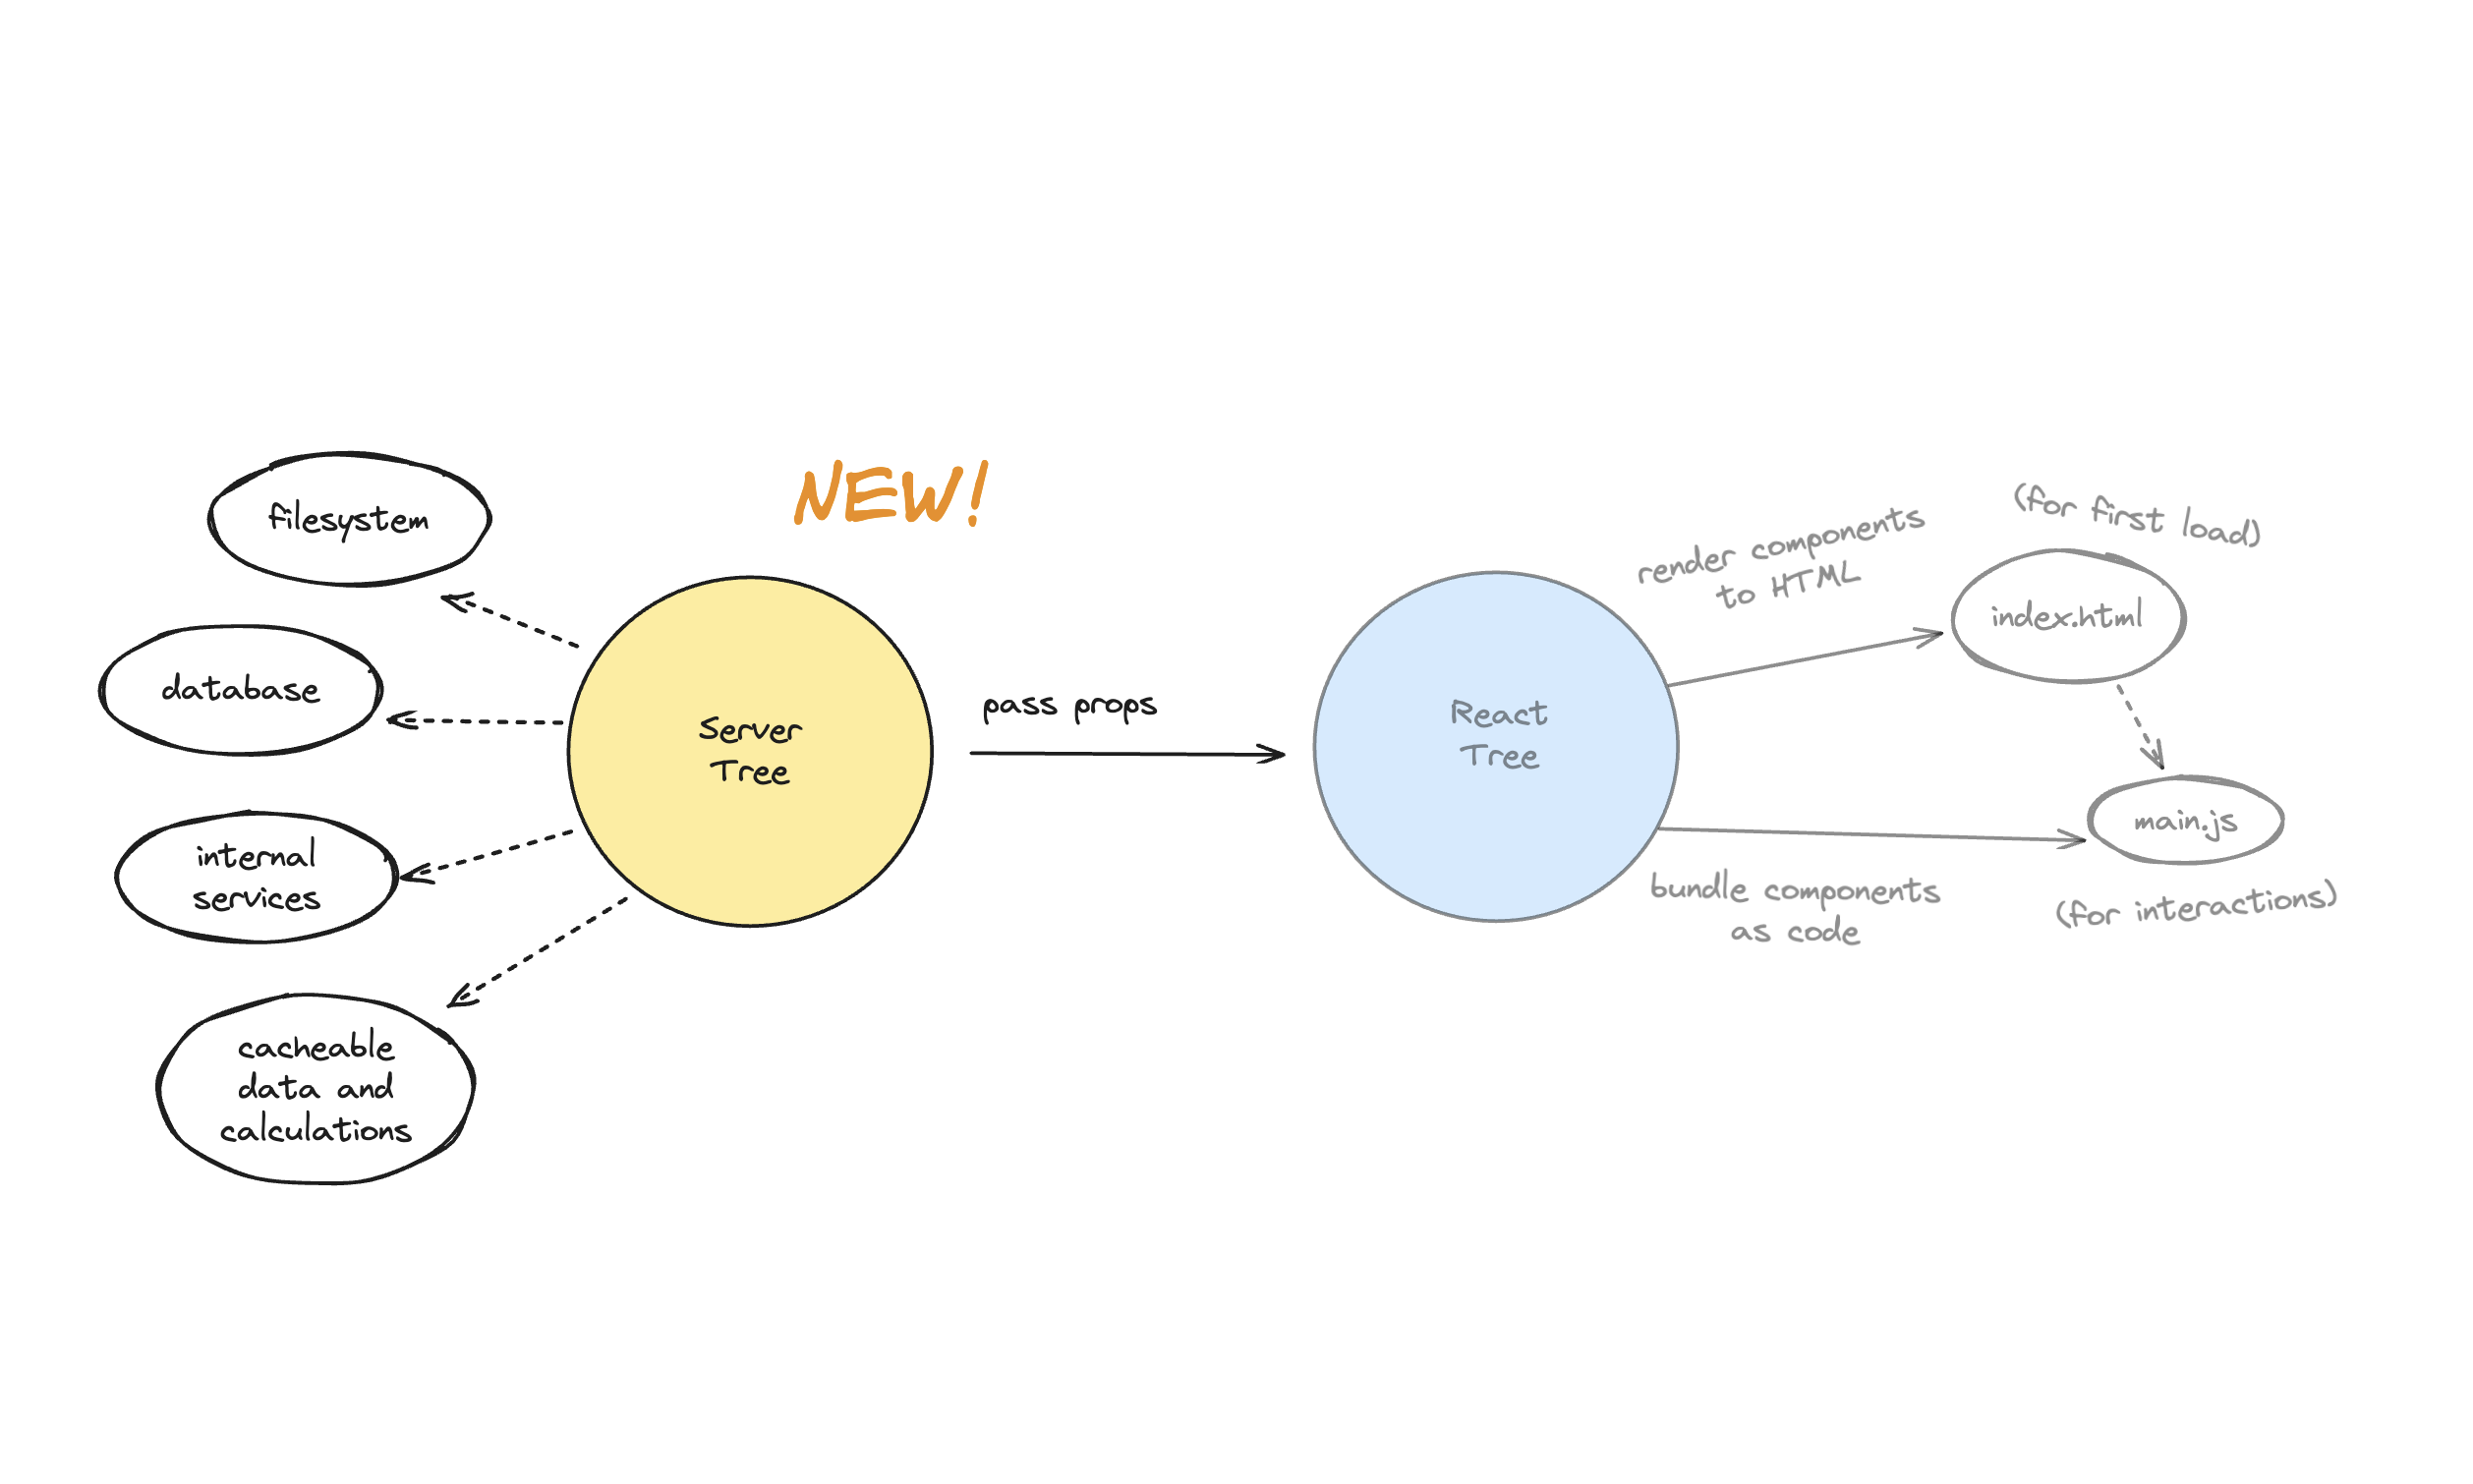 NEW!
filesystem
database
internal
services
cacheable
data and
calculations
Server
Tree
pass props
React
Tree
render components
to HTML
(for first load)
index.html
main.js
bundle components
as code
(for interactions)